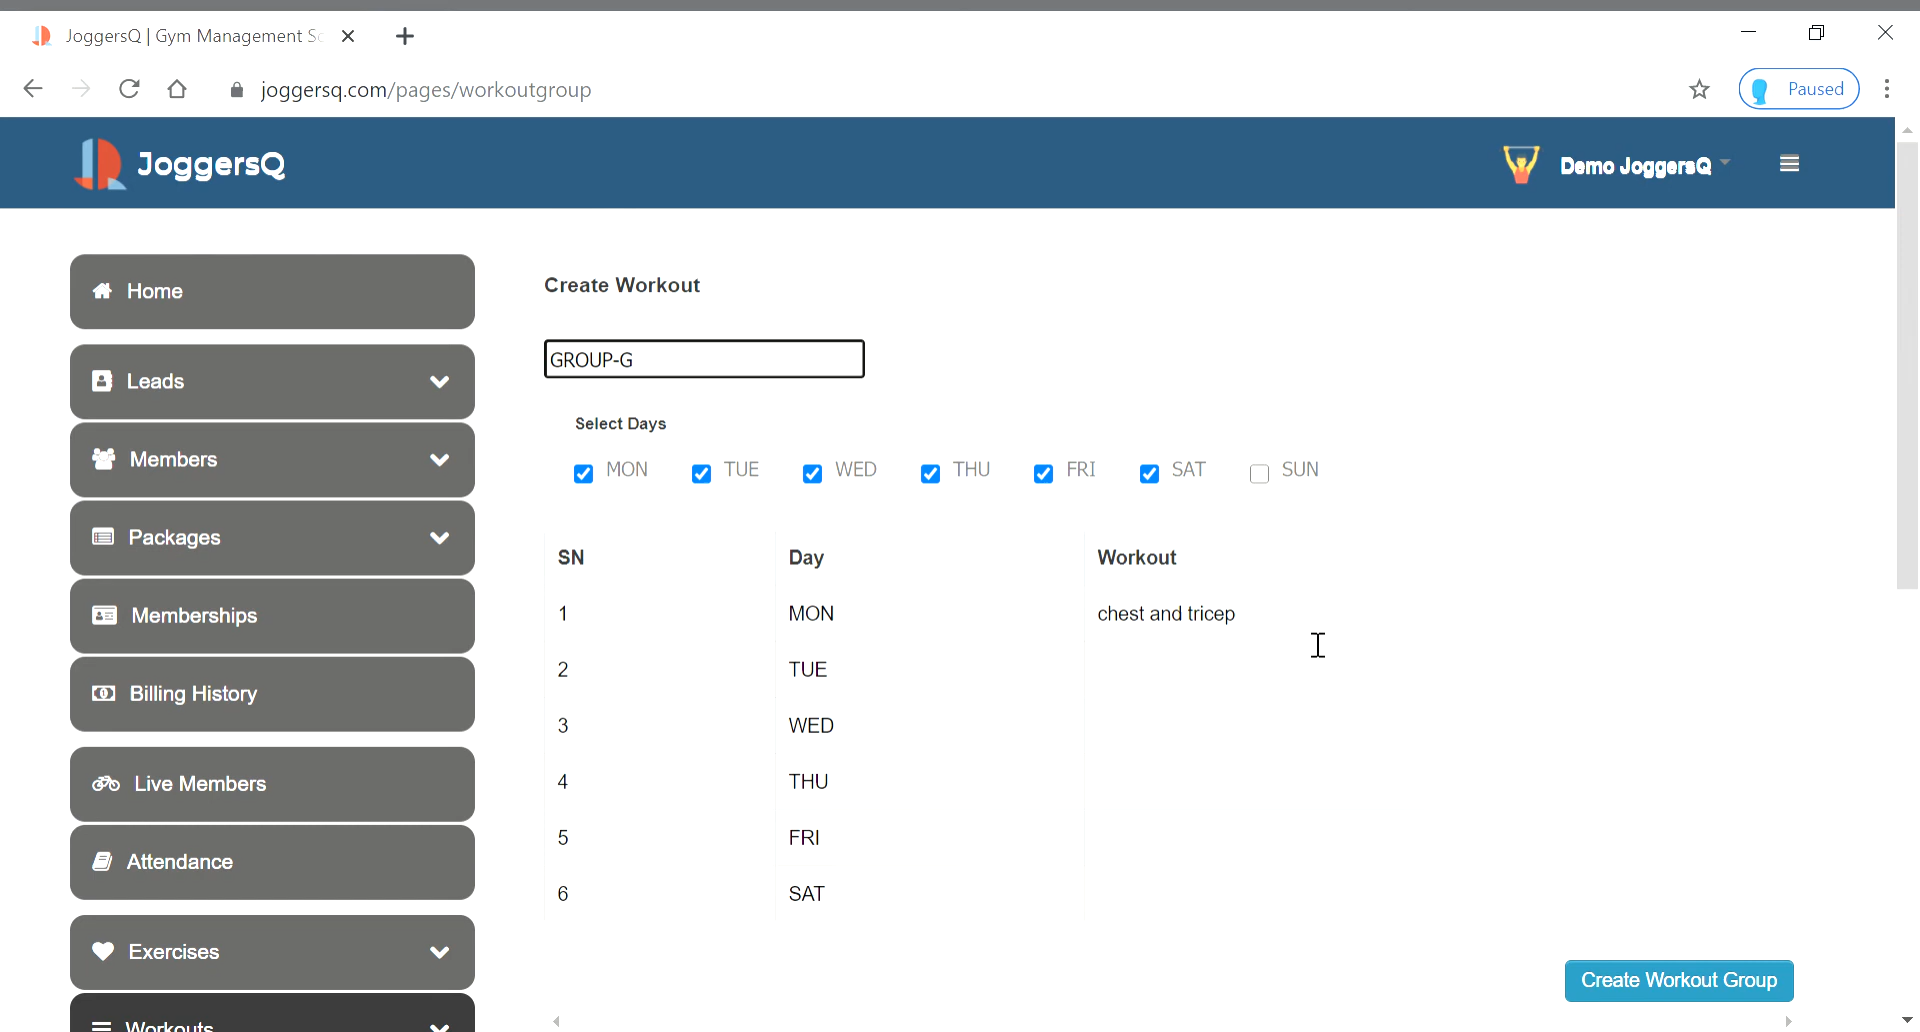 JoggersQ | Gym Management Sc
joggersq.com/pages/workoutgroup
Paused
JoggersQ
Demo JoggersQ
Home
Leads
Members
Packages
Memberships
Billing History
Live Members
Attendance
Exercises
Workouts
Create Workout
GROUP-G
Select Days
MON TUE WED THU FRI SAT SUN
SN Day Workout
1 MON chest and tricep
2 TUE
3 WED
4 THU
5 FRI
6 SAT
Create Workout Group